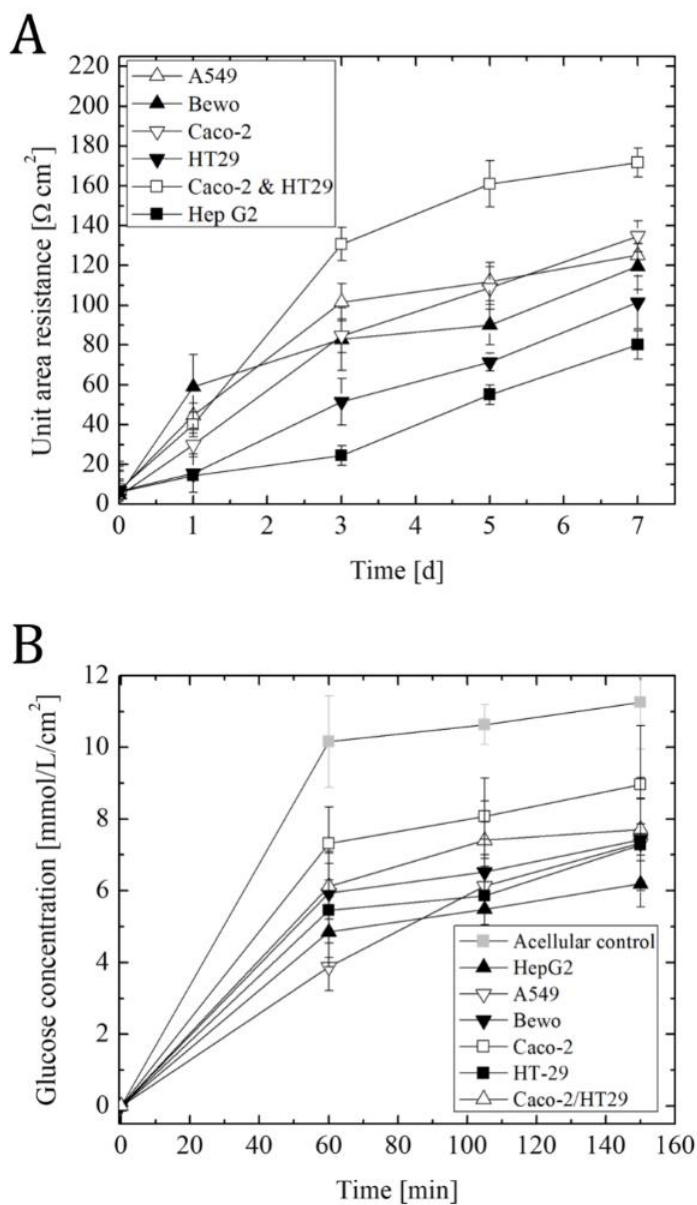 A
220
200
180
160
140
120
100
80
60
40
20
0
Unit area resistance [Ω cm²]
A549
Bewo
Caco-2
HT29
Caco-2 & HT29
Hep G2
0 1 2 3 4 5 6 7
Time [d]
B
12
10
8
6
4
2
0
Glucose concentration [mmol/L/cm²]
Acellular control
HepG2
A549
Bewo
Caco-2
HT-29
Caco-2/HT29
0 20 40 60 80 100 120 140 160
Time [min]